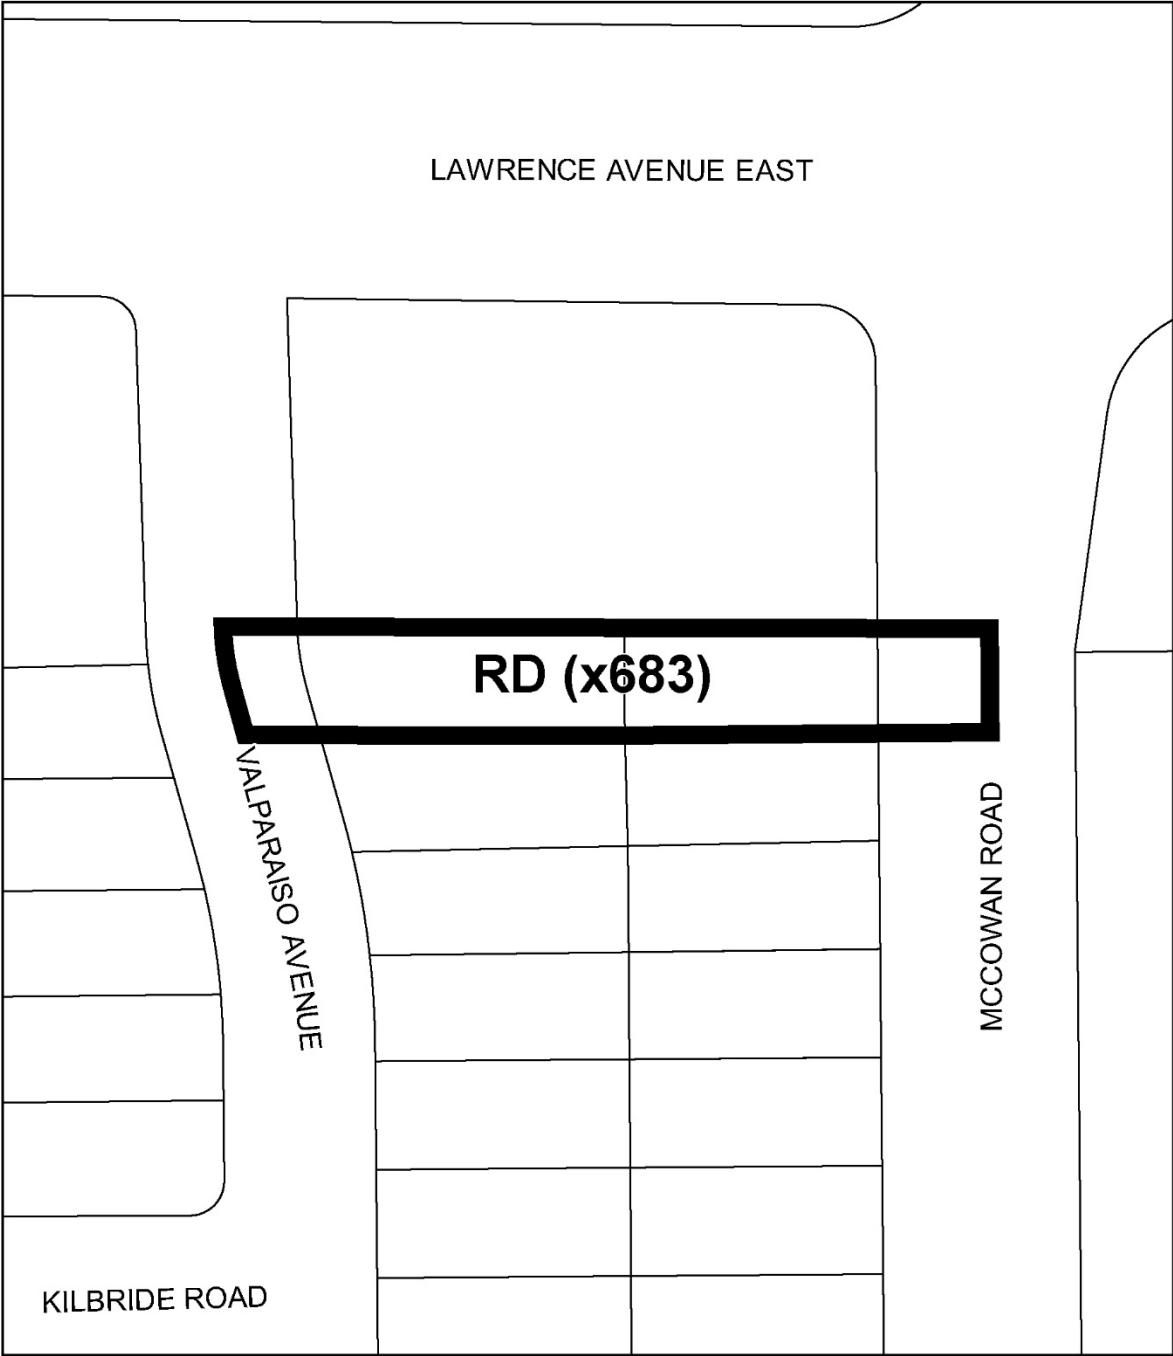 LAWRENCE AVENUE EAST
RD (x683)
VALPARAISO AVENUE
MCCOWAN ROAD
KILBRIDE ROAD